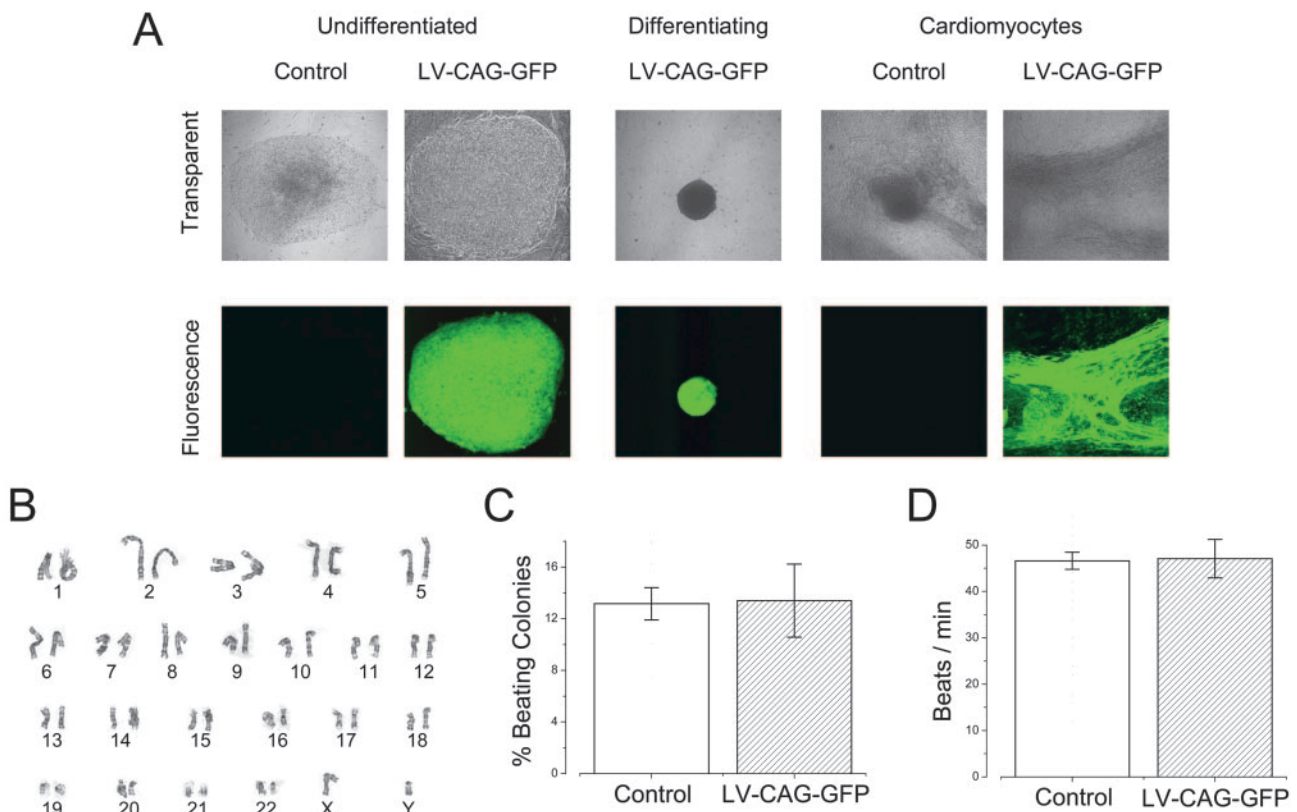 A
Undifferentiated Differentiating Cardiomyocytes
Control LV-CAG-GFP LV-CAG-GFP Control LV-CAG-GFP
Transparent
Fluorescence
B
1 2 3 4 5
6 7 8 9 10 11 12
13 14 15 16 17 18
19 20 21 22 X Y
C
% Beating Colonies
16
12
8
4
0
Control LV-CAG-GFP
D
Beats / min
50
40
30
20
10
0
Control LV-CAG-GFP